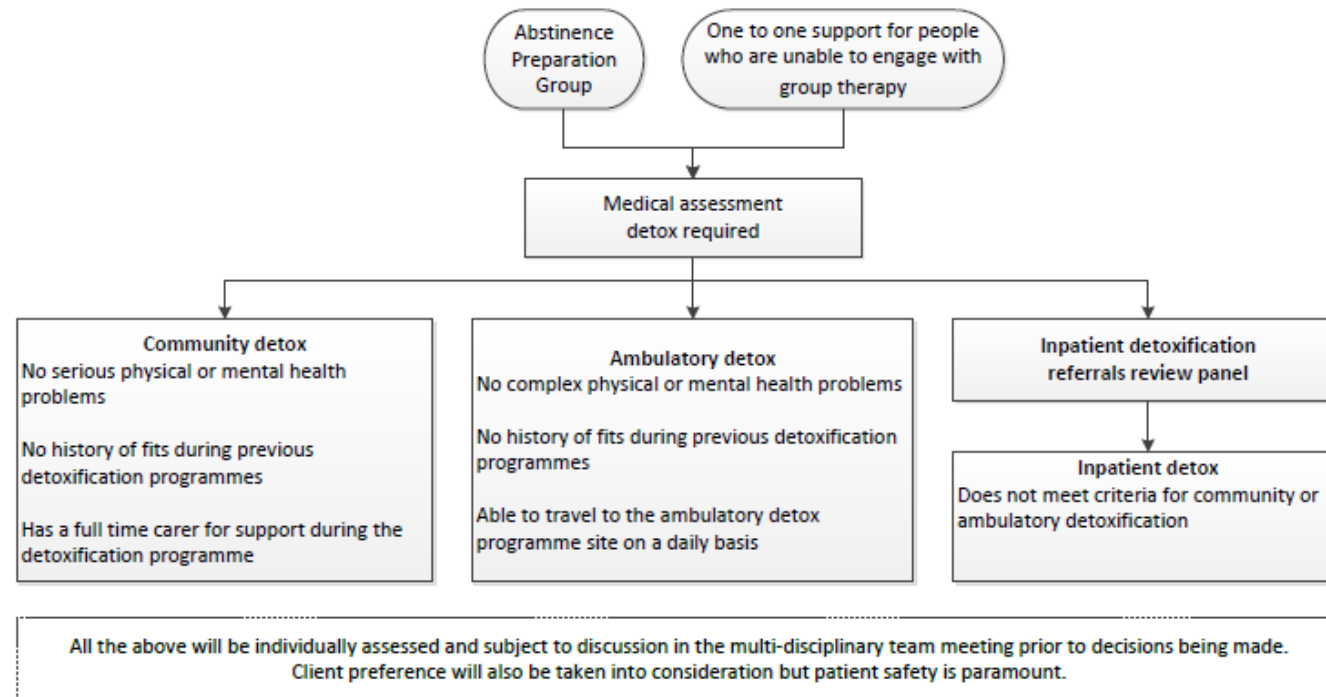 Abstinence
Preparation
Group
One to one support for people
who are unable to engage with
group therapy
Medical assessment
detox required
Community detox
No serious physical or mental health
problems
No history of fits during previous
detoxification programmes
Has a full time carer for support during the
detoxification programme
Ambulatory detox
No complex physical or mental health problems
No history of fits during previous detoxification
programmes
Able to travel to the ambulatory detox
programme site on a daily basis
Inpatient detoxification
referrals review panel
Inpatient detox
Does not meet criteria for community or
ambulatory detoxification
All the above will be individually assessed and subject to discussion in the multi-disciplinary team meeting prior to decisions being made.
Client preference will also be taken into consideration but patient safety is paramount.